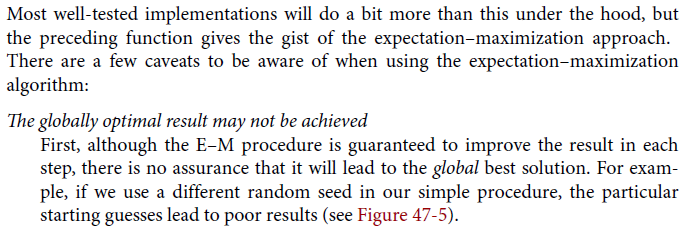 Most well-tested implementations will do a bit more than this under the hood, but
the preceding function gives the gist of the expectation–maximization approach.
There are a few caveats to be aware of when using the expectation–maximization
algorithm:
The globally optimal result may not be achieved
First, although the E–M procedure is guaranteed to improve the result in each
step, there is no assurance that it will lead to the global best solution. For exam-
ple, if we use a different random seed in our simple procedure, the particular
starting guesses lead to poor results (see Figure 47-5).